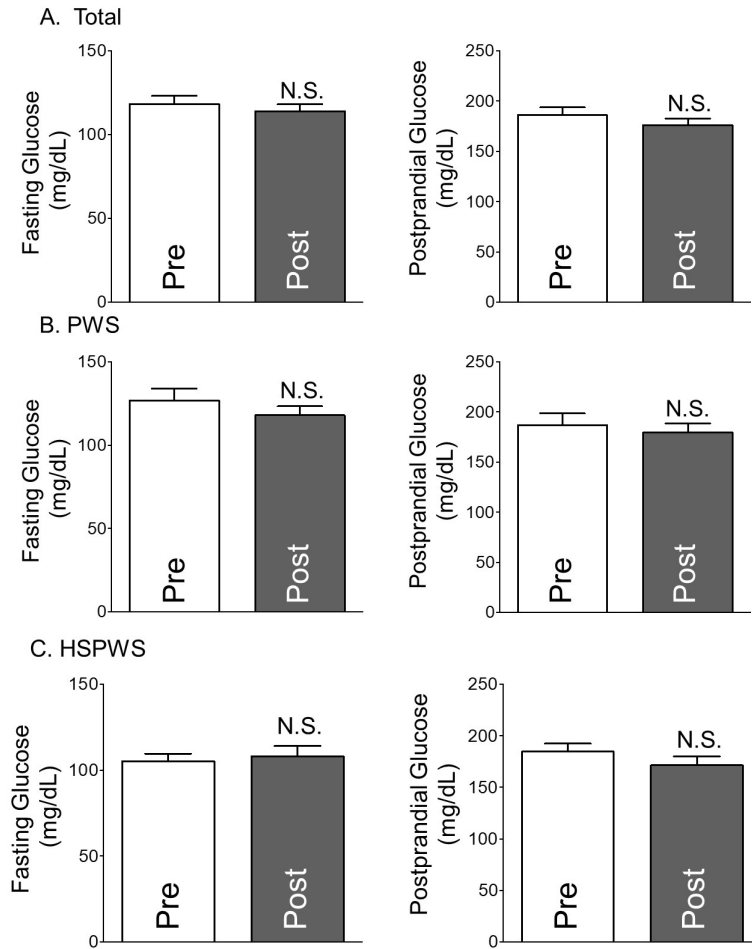 A. Total
Fasting Glucose
(mg/dL)
150
100
50
0
Pre
N.S.
Post
Postprandial Glucose
(mg/dL)
250
200
150
100
50
0
Pre
N.S.
Post
B. PWS
Fasting Glucose
(mg/dL)
150
100
50
0
Pre
N.S.
Post
Postprandial Glucose
(mg/dL)
250
200
150
100
50
0
Pre
N.S.
Post
C. HSPWS
Fasting Glucose
(mg/dL)
150
100
50
0
Pre
N.S.
Post
Postprandial Glucose
(mg/dL)
250
200
150
100
50
0
Pre
N.S.
Post